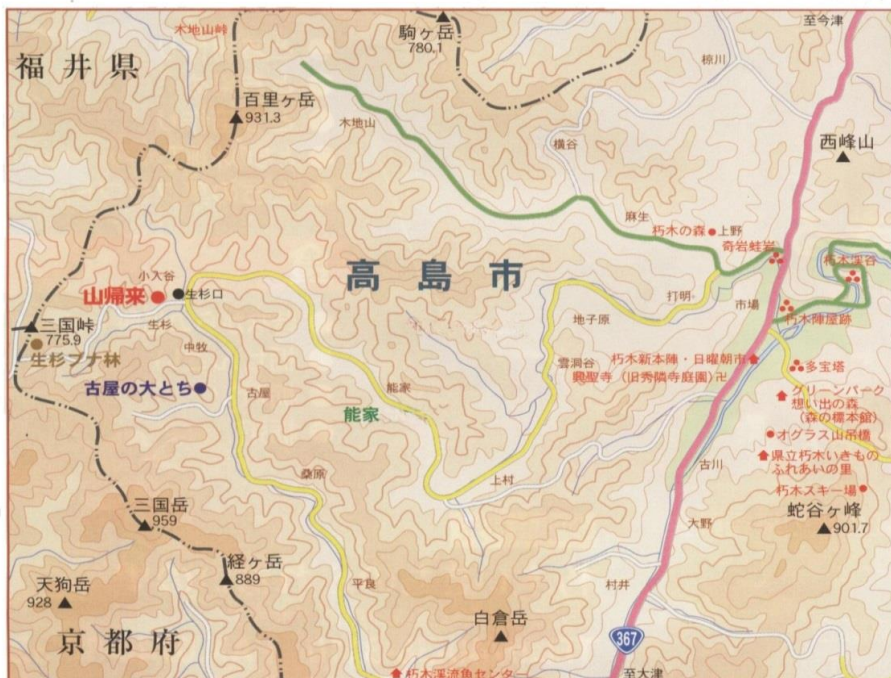 木地山峠
駒ヶ岳
780.1
至今津
福井県
椋川
百里ヶ岳
931.3
木地山
横谷
西峰山
麻生
朽木の森
上野
奇岩蛙岩
朽木渓谷
小入谷
高島市
山帰来
生杉口
打明
市場
地子原
朽木陣屋跡
三国峠
775.9
生杉
生杉ブナ林
中牧
雲洞谷
朽木新本陣・日曜朝市
興聖寺（旧秀隣寺庭園）卍
多宝塔
古屋の大とち
古屋
能家
能家
グリーンパーク
想い出の森
（森の標本館）
オグラス山吊橋
県立朽木いきもの
ふれあいの里
古川
桑原
上村
朽木スキー場
三国岳
959
大野
蛇谷ヶ峰
901.7
経ヶ岳
889
天狗岳
928
平良
村井
白倉岳
京都府
367
朽木渓流魚センター
至大津